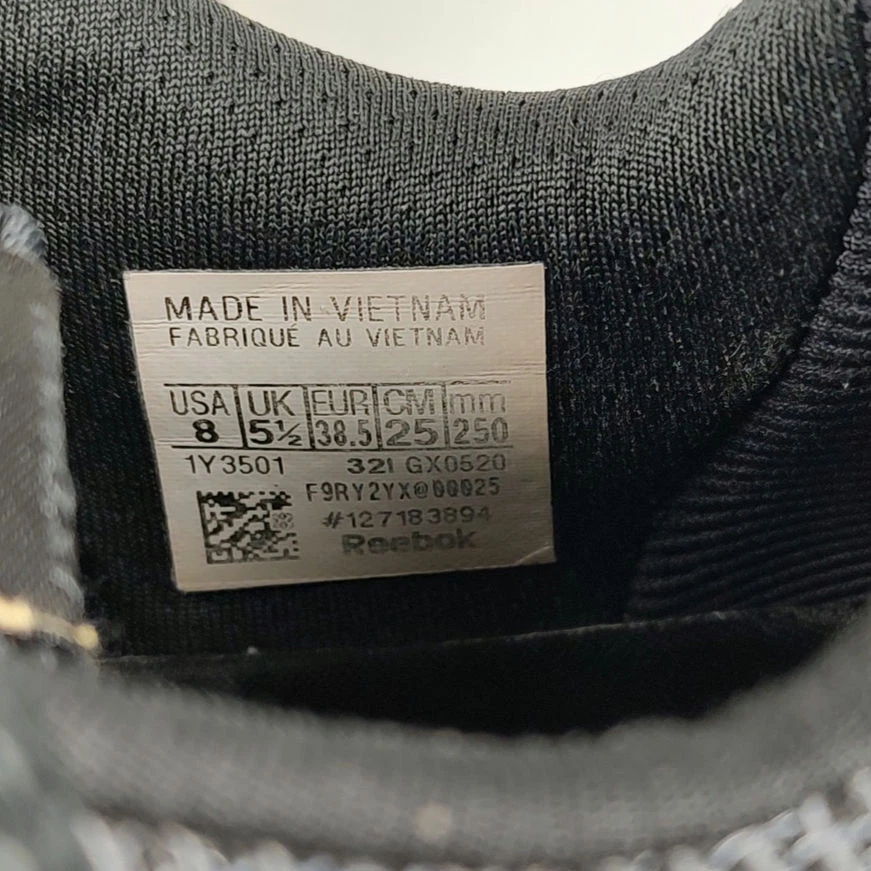 MADE IN VIETNAM
FABRIQUÉ AU VIETNAM
USA UK EUR CM mm
8 5½ 38.5 25 250
1Y3501 32I GX0520
F9RY2YX@00025
#127183894
Reebok